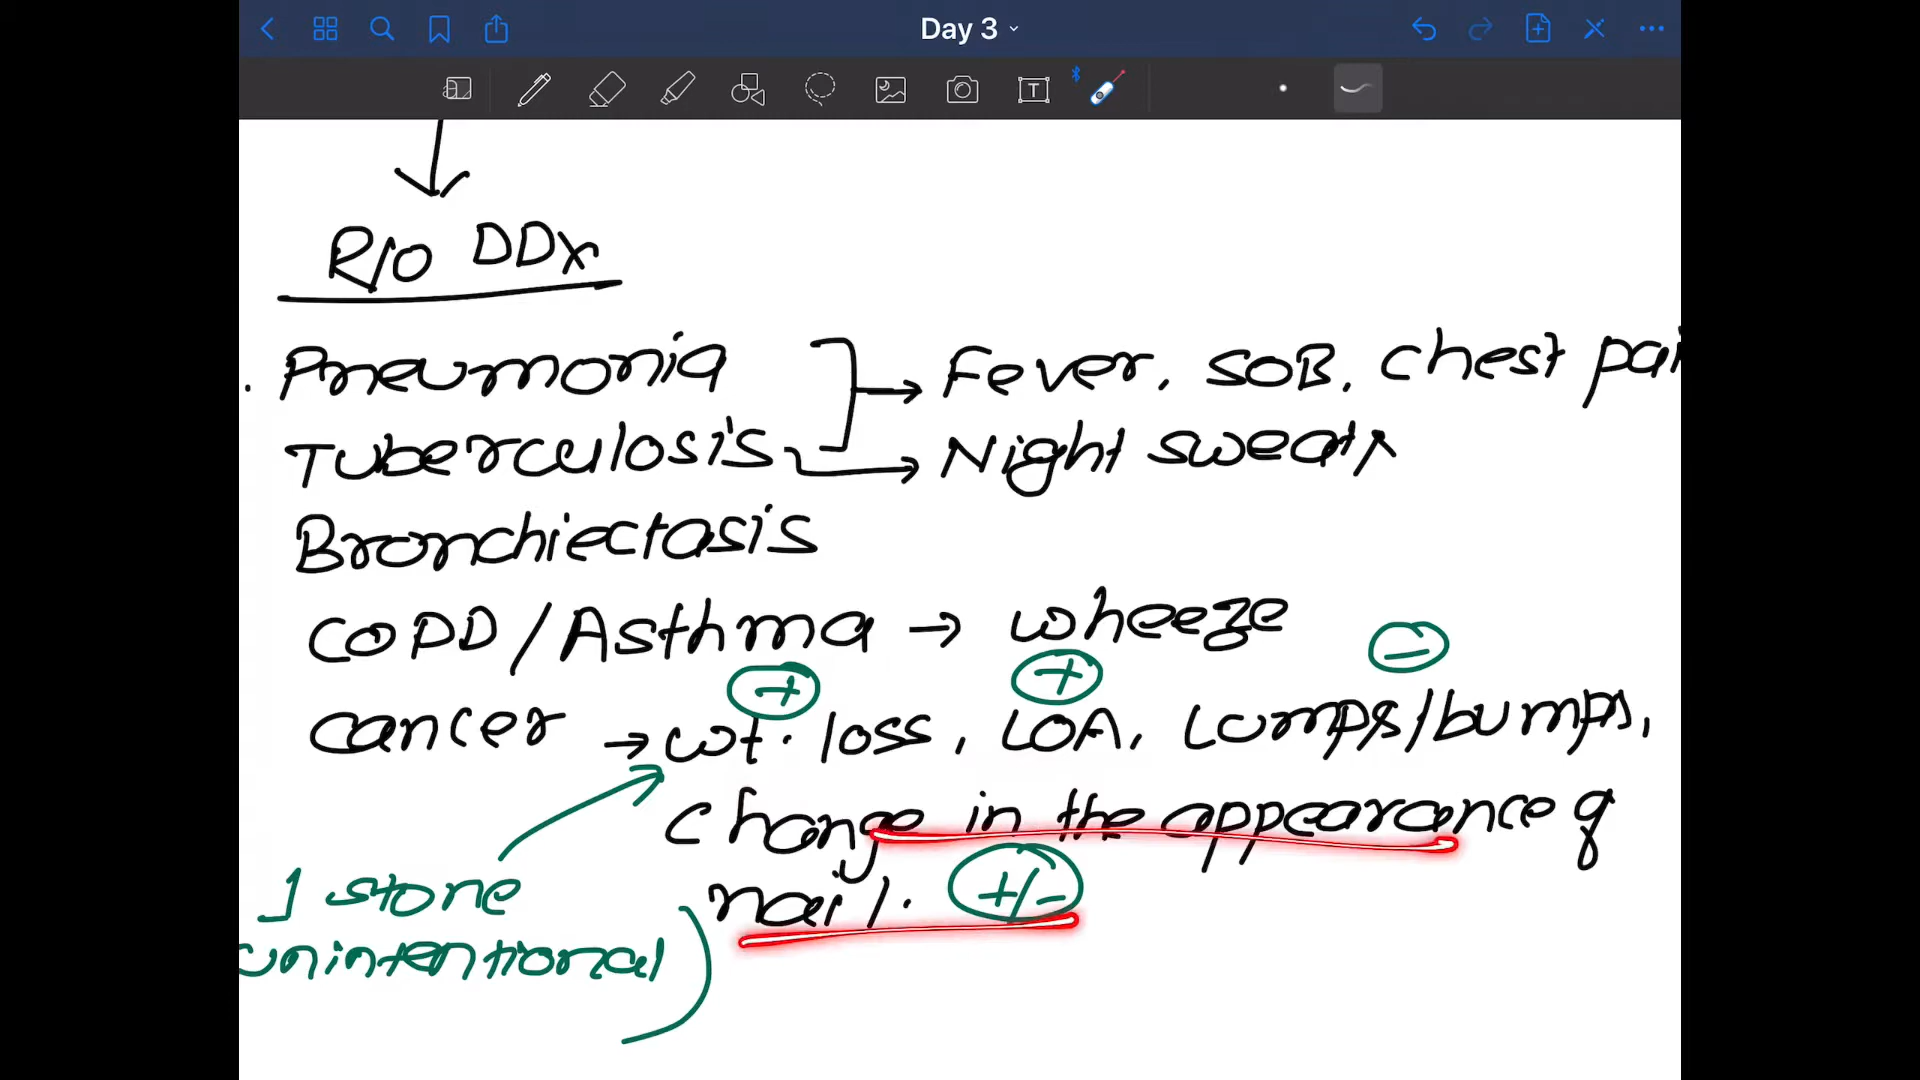 Day 3
T
R/o DDx
. Pneumonia → Fever, SOB, chest pai
Tuberculosis → Night sweats
Bronchiectasis
COPD/Asthma → wheeze
+ + −
cancer → wt. loss, LOA, Lumps/bumps,
change in the appearance of
nail. +/-
1 stone
unintentional)